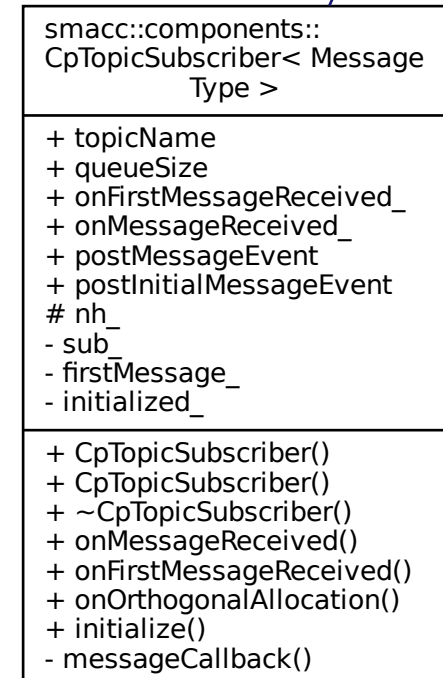 smacc::components::
CpTopicSubscriber< Message
Type >
+ topicName
+ queueSize
+ onFirstMessageReceived_
+ onMessageReceived_
+ postMessageEvent
+ postInitialMessageEvent
# nh_
- sub_
- firstMessage_
- initialized_
+ CpTopicSubscriber()
+ CpTopicSubscriber()
+ ~CpTopicSubscriber()
+ onMessageReceived()
+ onFirstMessageReceived()
+ onOrthogonalAllocation()
+ initialize()
- messageCallback()